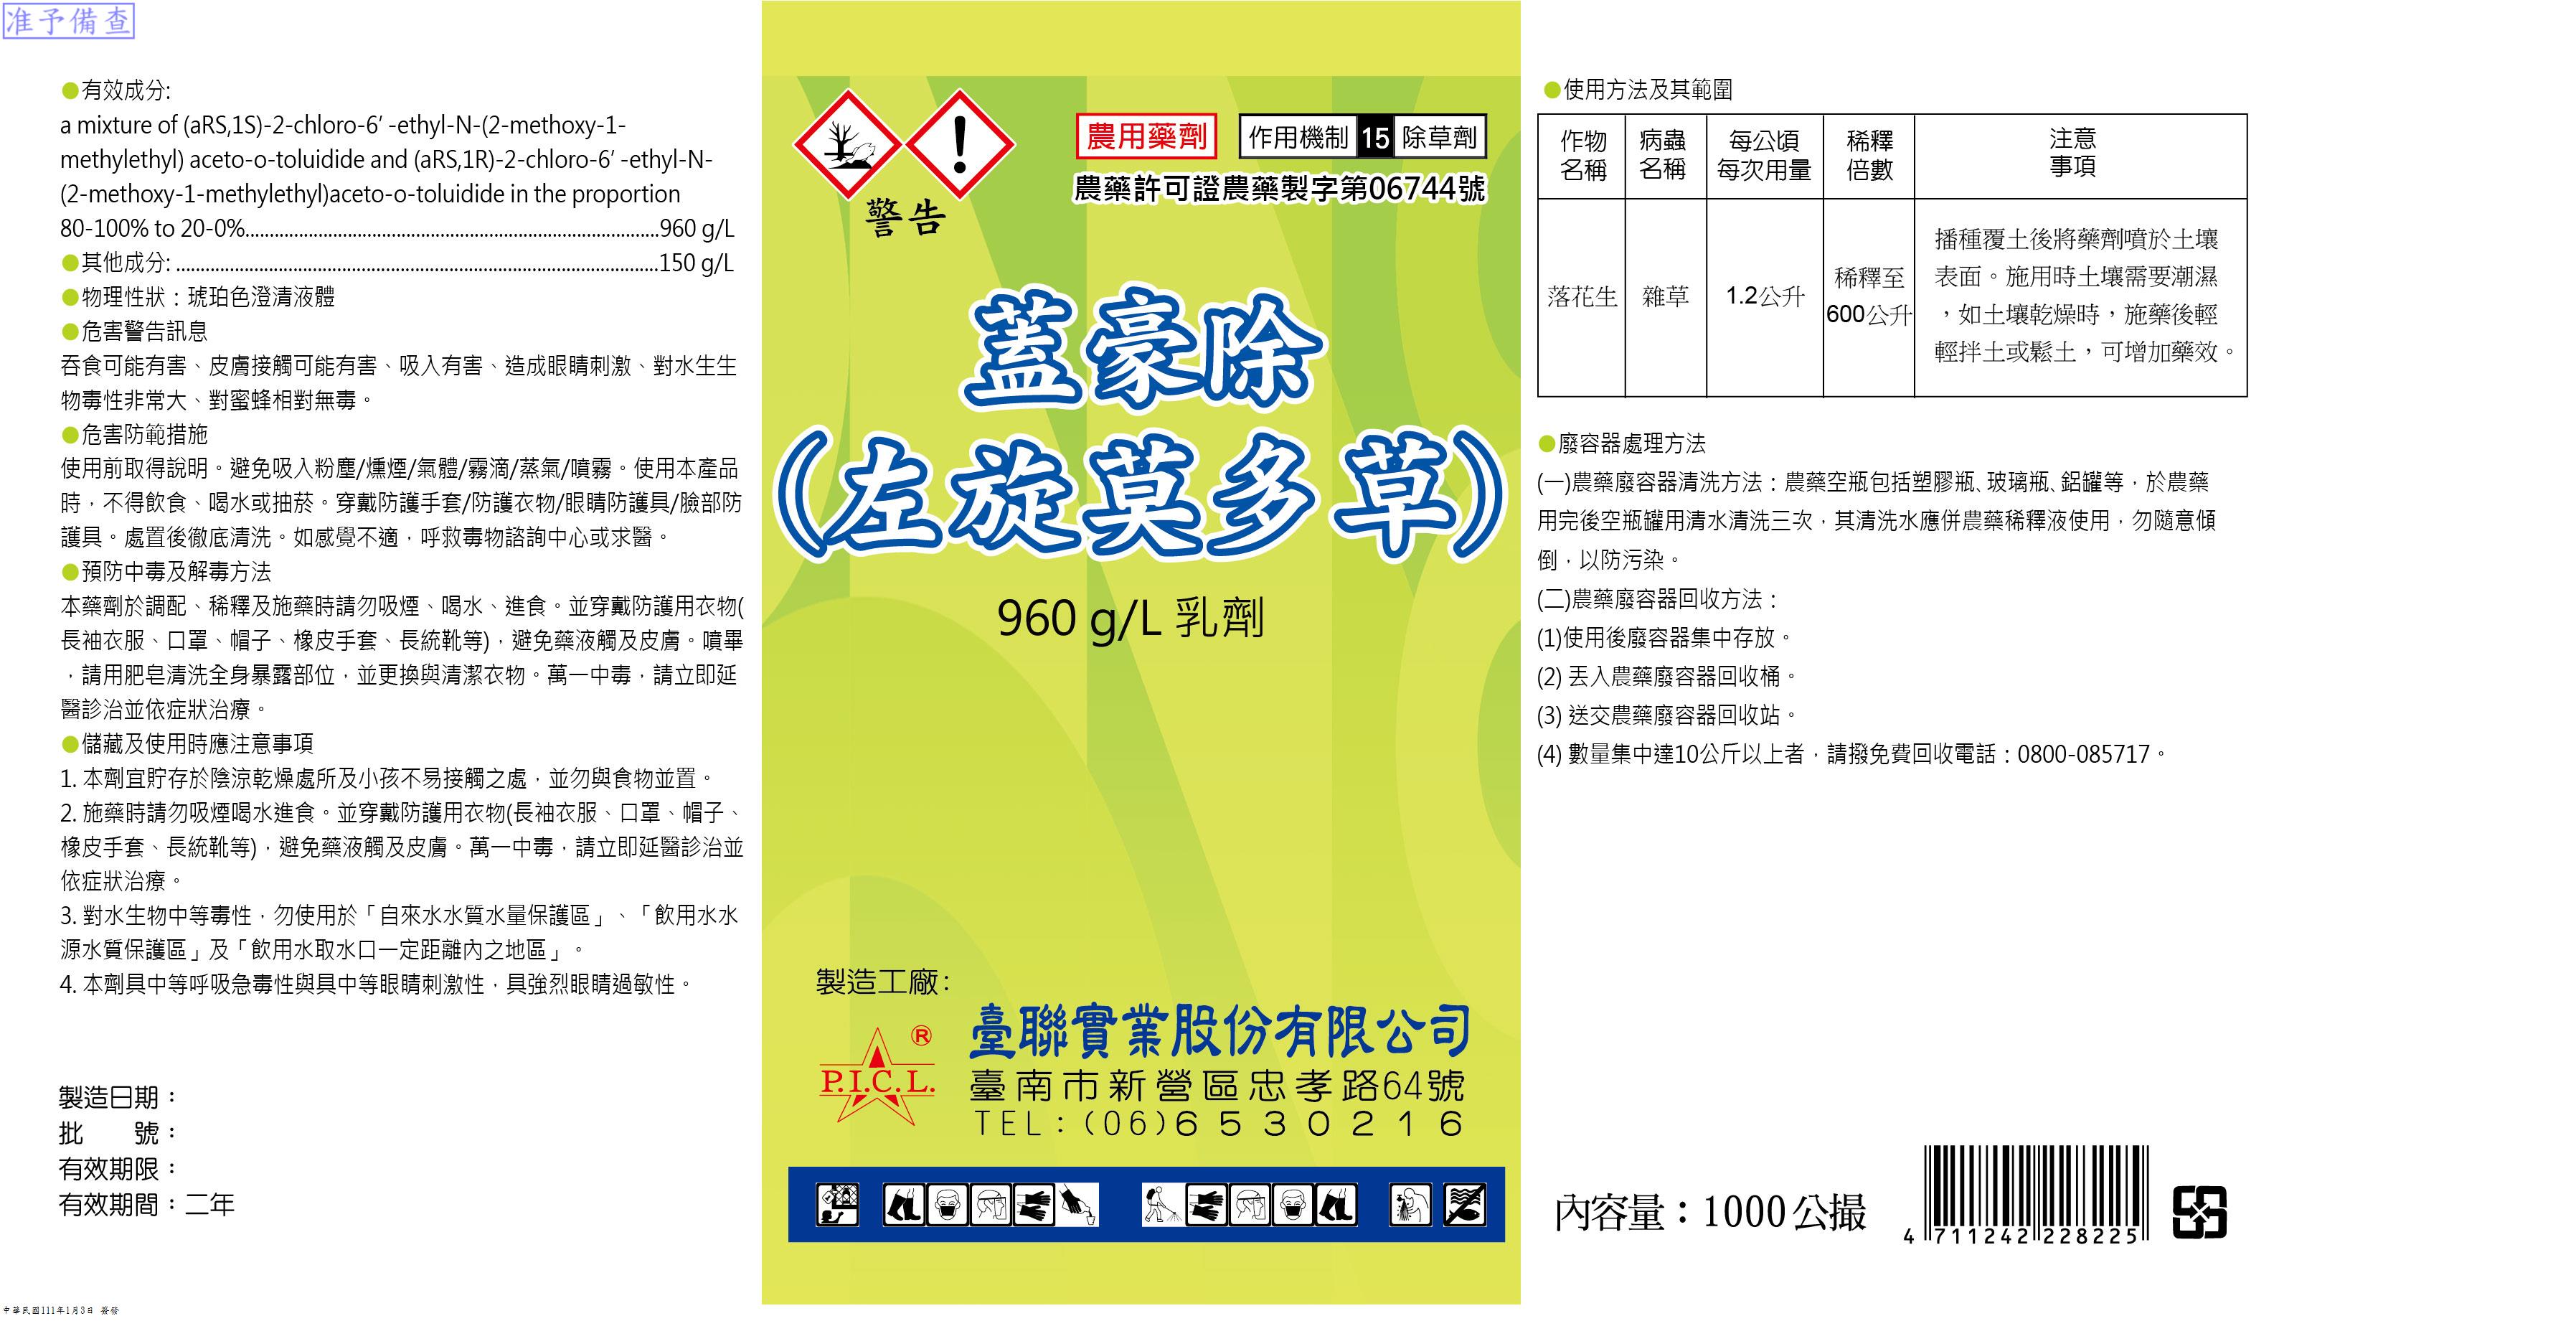 准予備查
●有效成分:
a mixture of (aRS,1S)-2-chloro-6’ -ethyl-N-(2-methoxy-1-
methylethyl) aceto-o-toluidide and (aRS,1R)-2-chloro-6’ -ethyl-N-
(2-methoxy-1-methylethyl)aceto-o-toluidide in the proportion
80-100% to 20-0%.....................................................................................960 g/L
●其他成分: ...................................................................................................150 g/L
●物理性狀：琥珀色澄清液體
●危害警告訊息
吞食可能有害、皮膚接觸可能有害、吸入有害、造成眼睛刺激、對水生生
物毒性非常大、對蜜蜂相對無毒。
●危害防範措施
使用前取得說明。避免吸入粉塵/燻煙/氣體/霧滴/蒸氣/噴霧。使用本產品
時，不得飲食、喝水或抽菸。穿戴防護手套/防護衣物/眼睛防護具/臉部防
護具。處置後徹底清洗。如感覺不適，呼救毒物諮詢中心或求醫。
●預防中毒及解毒方法
本藥劑於調配、稀釋及施藥時請勿吸煙、喝水、進食。並穿戴防護用衣物(
長袖衣服、口罩、帽子、橡皮手套、長統靴等)，避免藥液觸及皮膚。噴畢
，請用肥皂清洗全身暴露部位，並更換與清潔衣物。萬一中毒，請立即延
醫診治並依症狀治療。
●儲藏及使用時應注意事項
1. 本劑宜貯存於陰涼乾燥處所及小孩不易接觸之處，並勿與食物並置。
2. 施藥時請勿吸煙喝水進食。並穿戴防護用衣物(長袖衣服、口罩、帽子、
橡皮手套、長統靴等)，避免藥液觸及皮膚。萬一中毒，請立即延醫診治並
依症狀治療。
3. 對水生物中等毒性，勿使用於「自來水水質水量保護區」、「飲用水水
源水質保護區」及「飲用水取水口一定距離內之地區」。
4. 本劑具中等呼吸急毒性與具中等眼睛刺激性，具強烈眼睛過敏性。
製造日期：
批　　號：
有效期限：
有效期間：二年
中華民國111年1月3日 簽發
警告
農用藥劑
作用機制 15 除草劑
農藥許可證農藥製字第06744號
蓋豪除
(左旋莫多草)
960 g/L 乳劑
製造工廠:
P.I.C.L. ®
臺聯實業股份有限公司
臺南市新營區忠孝路64號
TEL：(06)6530216
●使用方法及其範圍
作物名稱 病蟲名稱 每公頃每次用量 稀釋倍數 注意事項
落花生 雜草 1.2公升 稀釋至600公升
播種覆土後將藥劑噴於土壤
表面。施用時土壤需要潮濕
，如土壤乾燥時，施藥後輕
輕拌土或鬆土，可增加藥效。
●廢容器處理方法
(一)農藥廢容器清洗方法：農藥空瓶包括塑膠瓶、玻璃瓶、鋁罐等，於農藥
用完後空瓶罐用清水清洗三次，其清洗水應併農藥稀釋液使用，勿隨意傾
倒，以防污染。
(二)農藥廢容器回收方法：
(1)使用後廢容器集中存放。
(2) 丟入農藥廢容器回收桶。
(3) 送交農藥廢容器回收站。
(4) 數量集中達10公斤以上者，請撥免費回收電話：0800-085717。
內容量：1000公撮
4 711242 228225